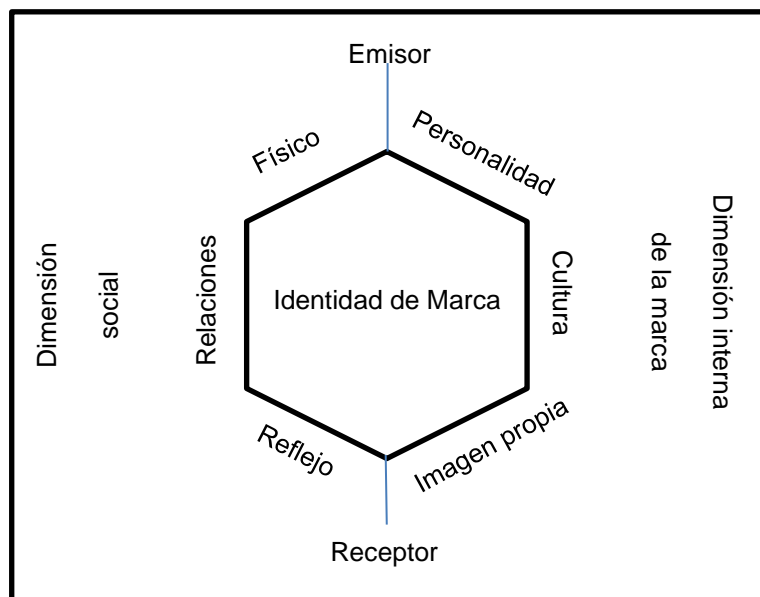 Emisor
Físico
Personalidad
Dimensión
social
Relaciones
Identidad de Marca
Cultura
Dimensión interna
de la marca
Reflejo
Imagen propia
Receptor